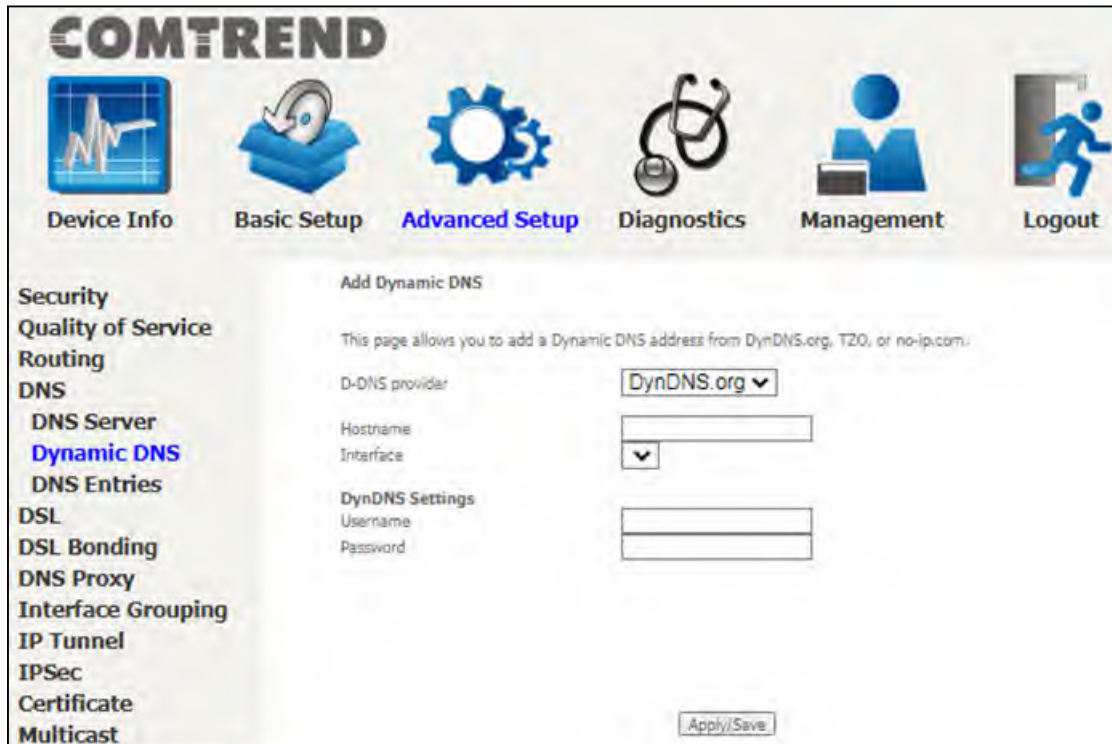 COMTREND
Device Info Basic Setup Advanced Setup Diagnostics Management Logout
Security
Quality of Service
Routing
DNS
DNS Server
Dynamic DNS
DNS Entries
DSL
DSL Bonding
DNS Proxy
Interface Grouping
IP Tunnel
IPSec
Certificate
Multicast
Add Dynamic DNS
This page allows you to add a Dynamic DNS address from DynDNS.org, TZO, or no-ip.com.
D-DNS provider DynDNS.org
Hostname
Interface
DynDNS Settings
Username
Password
Apply/Save